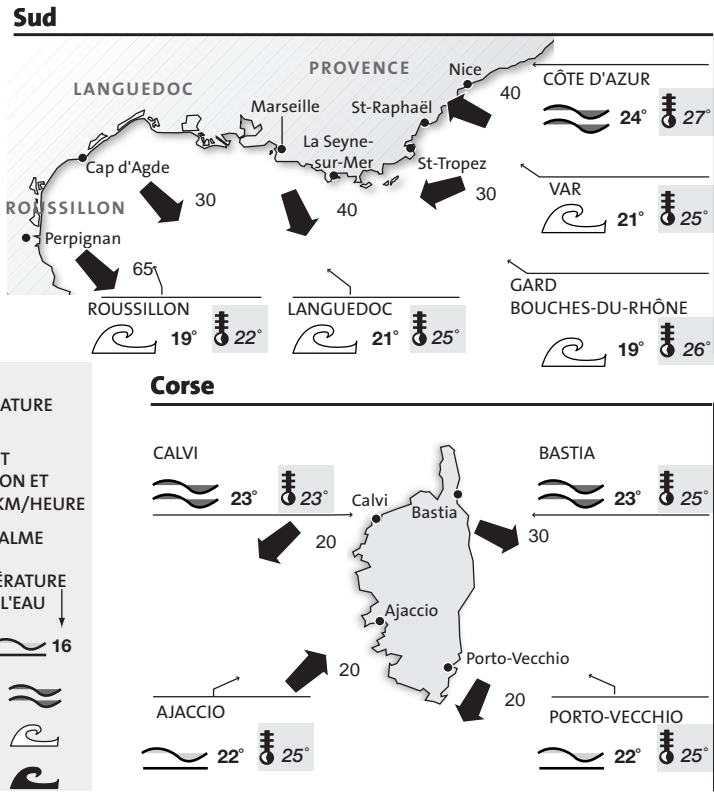 Sud
PROVENCE
LANGUEDOC
Nice
40
CÔTE D'AZUR
24° 27°
Marseille
St-Raphaël
La Seyne-
sur-Mer
St-Tropez
Cap d'Agde
30
40
30
VAR
21° 25°
ROUSSILLON
Perpignan
65
GARD
BOUCHES-DU-RHÔNE
19° 26°
ROUSSILLON
19° 22°
LANGUEDOC
21° 25°
Corse
ATURE
T
ON ET
KM/HEURE
ALME
ÉRATURE
L'EAU
16
CALVI
23° 23°
BASTIA
23° 25°
Calvi
Bastia
20
30
Ajaccio
Porto-Vecchio
20
20
AJACCIO
22° 25°
PORTO-VECCHIO
22° 25°